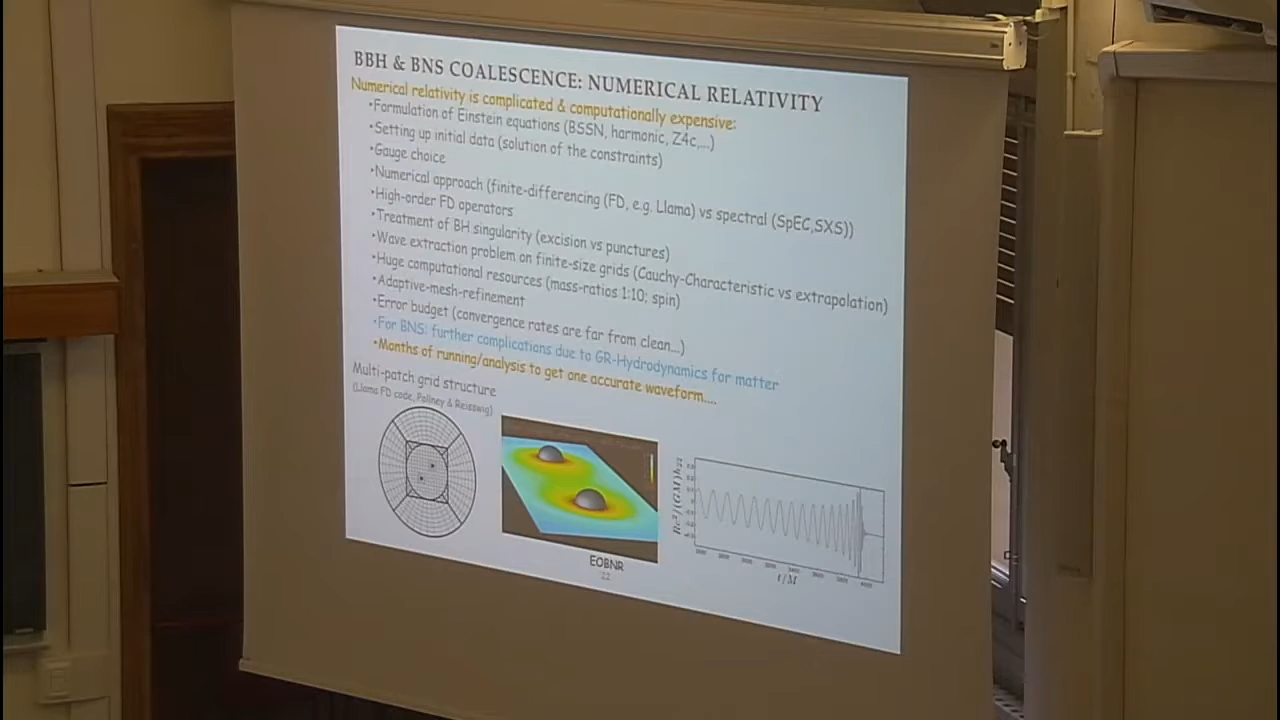 BBH & BNS COALESCENCE: NUMERICAL RELATIVITY
Numerical relativity is complicated & computationally expensive:
•Formulation of Einstein equations (BSSN, harmonic, Z4c,...)
•Setting up initial data (solution of the constraints)
•Gauge choice
•Numerical approach (finite-differencing (FD, e.g. Llama) vs spectral (SpEC,SXS))
•High-order FD operators
•Treatment of BH singularity (excision vs punctures)
•Wave extraction problem on finite-size grids (Cauchy-Characteristic vs extrapolation)
•Huge computational resources (mass-ratios 1:10; spin)
•Adaptive-mesh-refinement
•Error budget (convergence rates are far from clean...)
•For BNS: further complications due to GR-Hydrodynamics for matter
•Months of running/analysis to get one accurate waveform....
Multi-patch grid structure
(Llama FD code, Pollney & Reisswig)
t/M
EOBNR
22